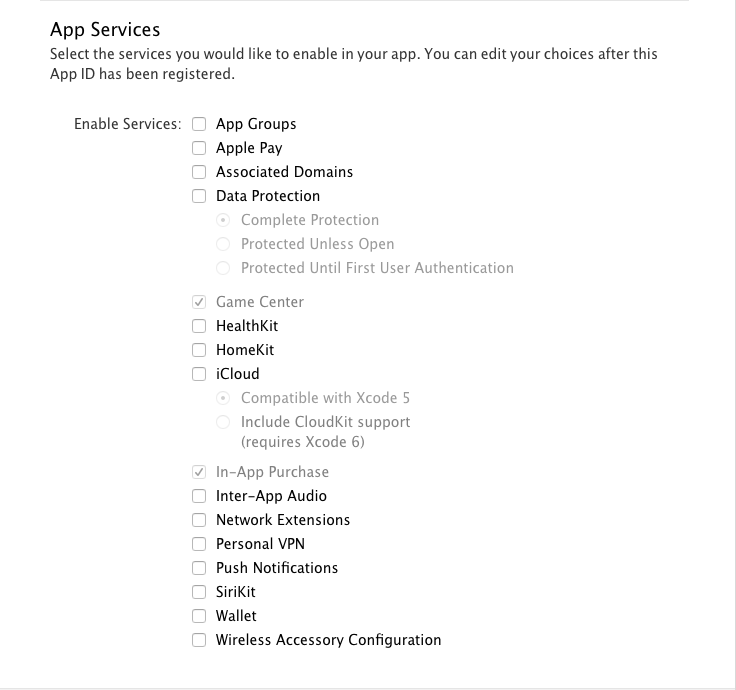 App Services
Select the services you would like to enable in your app. You can edit your choices after this
App ID has been registered.
Enable Services:
App Groups
Apple Pay
Associated Domains
Data Protection
Complete Protection
Protected Unless Open
Protected Until First User Authentication
Game Center
HealthKit
HomeKit
iCloud
Compatible with Xcode 5
Include CloudKit support
(requires Xcode 6)
In-App Purchase
Inter-App Audio
Network Extensions
Personal VPN
Push Notifications
SiriKit
Wallet
Wireless Accessory Configuration